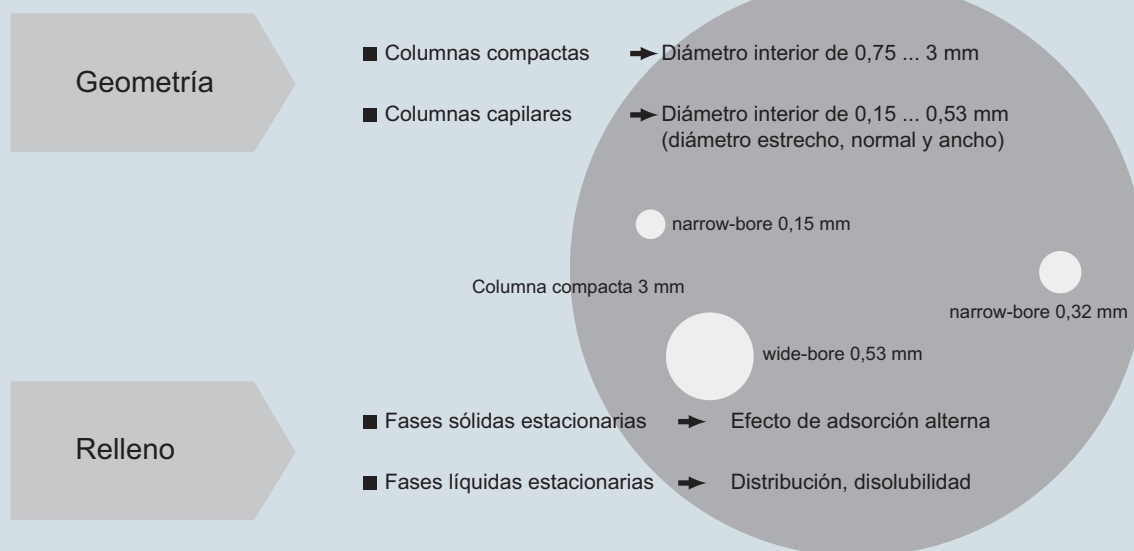 Geometría
Columnas compactas
Diámetro interior de 0,75 ... 3 mm
Columnas capilares
Diámetro interior de 0,15 ... 0,53 mm
(diámetro estrecho, normal y ancho)
narrow-bore 0,15 mm
Columna compacta 3 mm
narrow-bore 0,32 mm
wide-bore 0,53 mm
Relleno
Fases sólidas estacionarias
Efecto de adsorción alterna
Fases líquidas estacionarias
Distribución, disolubilidad